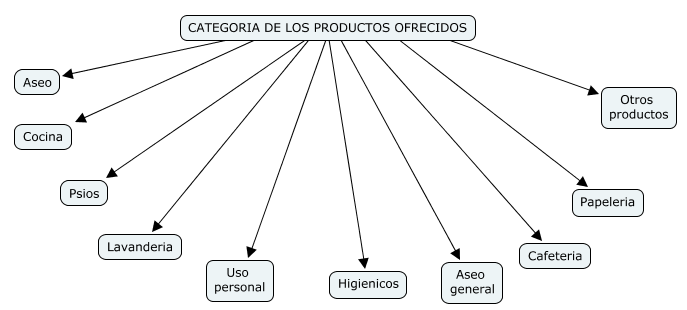 CATEGORIA DE LOS PRODUCTOS OFRECIDOS
Aseo
Cocina
Psios
Lavanderia
Uso
personal
Higienicos
Aseo
general
Cafeteria
Papeleria
Otros
productos